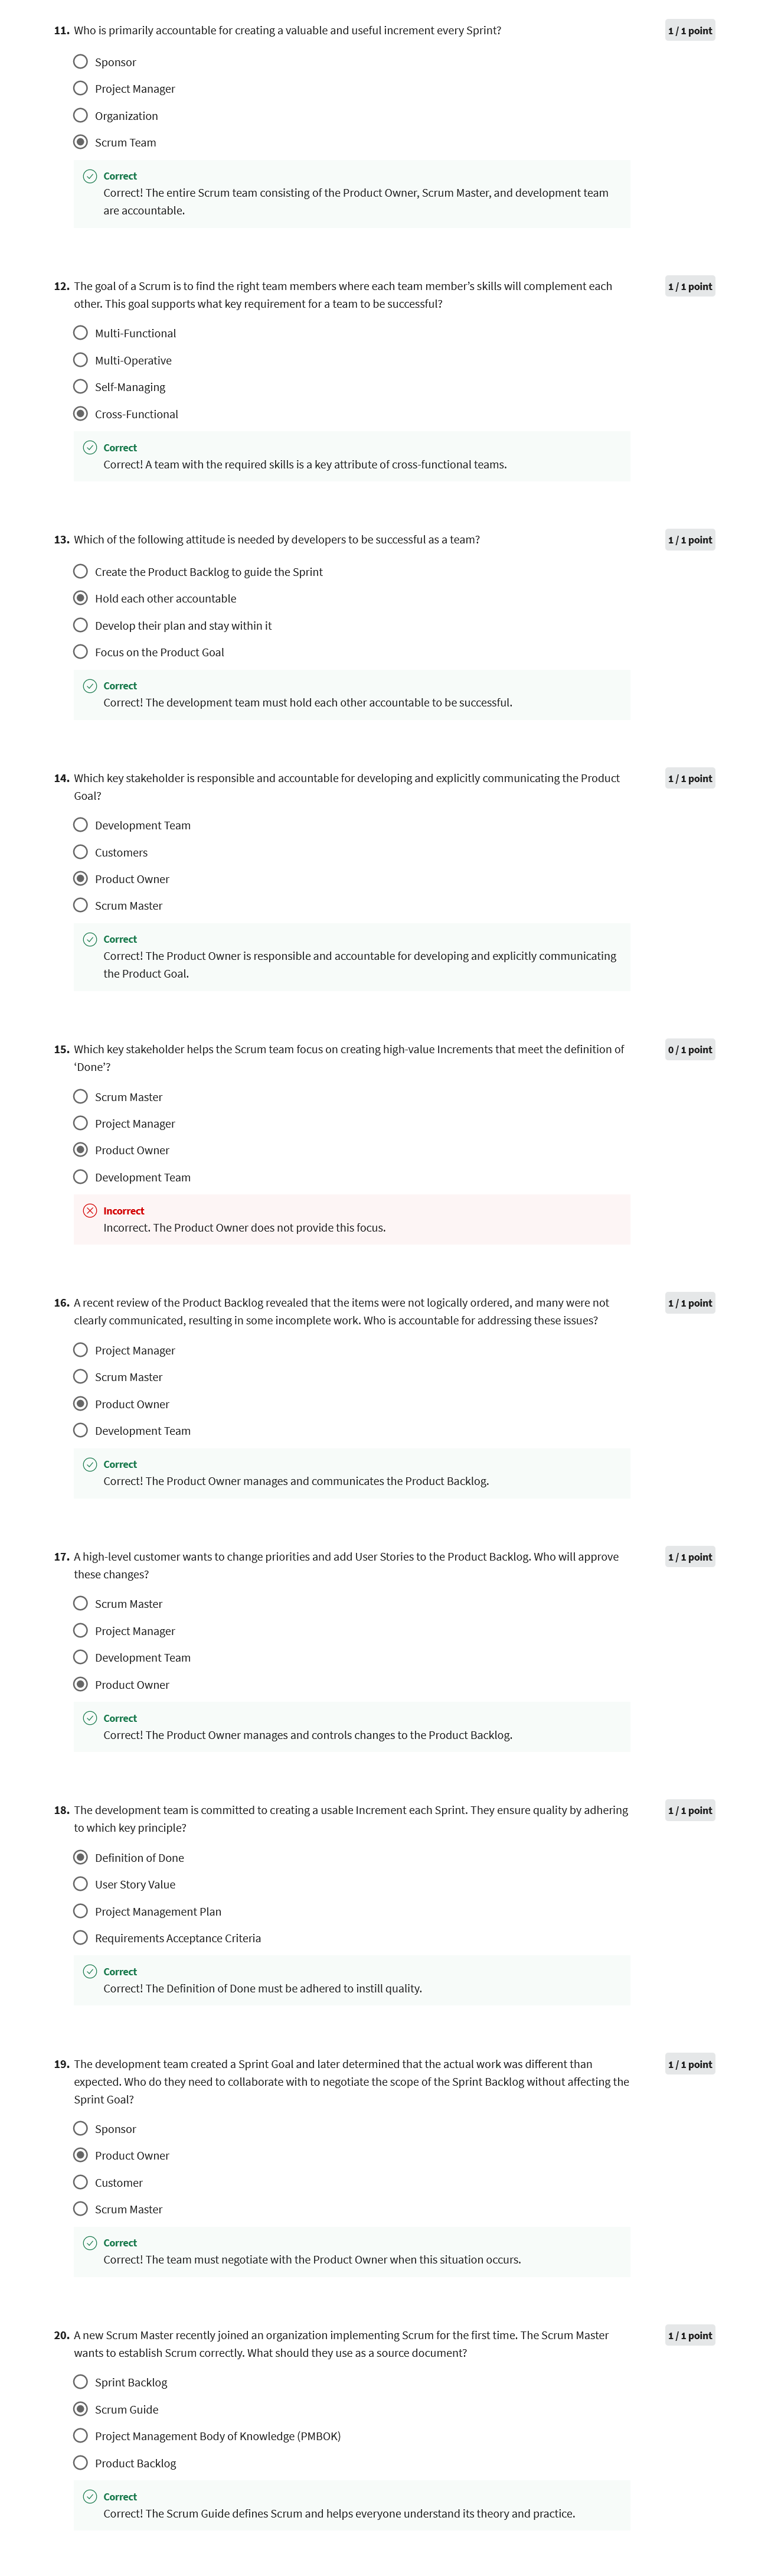 11. Who is primarily accountable for creating a valuable and useful increment every Sprint?
1 / 1 point
Sponsor
Project Manager
Organization
Scrum Team
Correct
Correct! The entire Scrum team consisting of the Product Owner, Scrum Master, and development team
are accountable.
12. The goal of a Scrum is to find the right team members where each team member’s skills will complement each
other. This goal supports what key requirement for a team to be successful?
1 / 1 point
Multi-Functional
Multi-Operative
Self-Managing
Cross-Functional
Correct
Correct! A team with the required skills is a key attribute of cross-functional teams.
13. Which of the following attitude is needed by developers to be successful as a team?
1 / 1 point
Create the Product Backlog to guide the Sprint
Hold each other accountable
Develop their plan and stay within it
Focus on the Product Goal
Correct
Correct! The development team must hold each other accountable to be successful.
14. Which key stakeholder is responsible and accountable for developing and explicitly communicating the Product
Goal?
1 / 1 point
Development Team
Customers
Product Owner
Scrum Master
Correct
Correct! The Product Owner is responsible and accountable for developing and explicitly communicating
the Product Goal.
15. Which key stakeholder helps the Scrum team focus on creating high-value Increments that meet the definition of
‘Done’?
0 / 1 point
Scrum Master
Project Manager
Product Owner
Development Team
Incorrect
Incorrect. The Product Owner does not provide this focus.
16. A recent review of the Product Backlog revealed that the items were not logically ordered, and many were not
clearly communicated, resulting in some incomplete work. Who is accountable for addressing these issues?
1 / 1 point
Project Manager
Scrum Master
Product Owner
Development Team
Correct
Correct! The Product Owner manages and communicates the Product Backlog.
17. A high-level customer wants to change priorities and add User Stories to the Product Backlog. Who will approve
these changes?
1 / 1 point
Scrum Master
Project Manager
Development Team
Product Owner
Correct
Correct! The Product Owner manages and controls changes to the Product Backlog.
18. The development team is committed to creating a usable Increment each Sprint. They ensure quality by adhering
to which key principle?
1 / 1 point
Definition of Done
User Story Value
Project Management Plan
Requirements Acceptance Criteria
Correct
Correct! The Definition of Done must be adhered to instill quality.
19. The development team created a Sprint Goal and later determined that the actual work was different than
expected. Who do they need to collaborate with to negotiate the scope of the Sprint Backlog without affecting the
Sprint Goal?
1 / 1 point
Sponsor
Product Owner
Customer
Scrum Master
Correct
Correct! The team must negotiate with the Product Owner when this situation occurs.
20. A new Scrum Master recently joined an organization implementing Scrum for the first time. The Scrum Master
wants to establish Scrum correctly. What should they use as a source document?
1 / 1 point
Sprint Backlog
Scrum Guide
Project Management Body of Knowledge (PMBOK)
Product Backlog
Correct
Correct! The Scrum Guide defines Scrum and helps everyone understand its theory and practice.